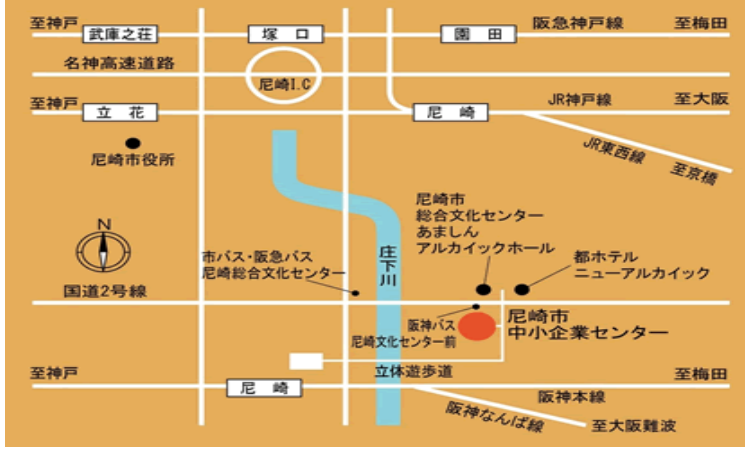 至神戸
武庫之荘
塚 口
園 田
阪急神戸線
至梅田
名神高速道路
尼崎I.C
至神戸
立 花
尼 崎
JR神戸線
至大阪
JR東西線
至京橋
尼崎市役所
N
国道2号線
市バス・阪急バス
尼崎総合文化センター
庄下川
尼崎市
総合文化センター
あましん
アルカイックホール
都ホテル
ニューアルカイック
阪神バス
尼崎文化センター前
尼崎市
中小企業センター
立体遊歩道
至神戸
尼 崎
阪神本線
至梅田
阪神なんば線
至大阪難波